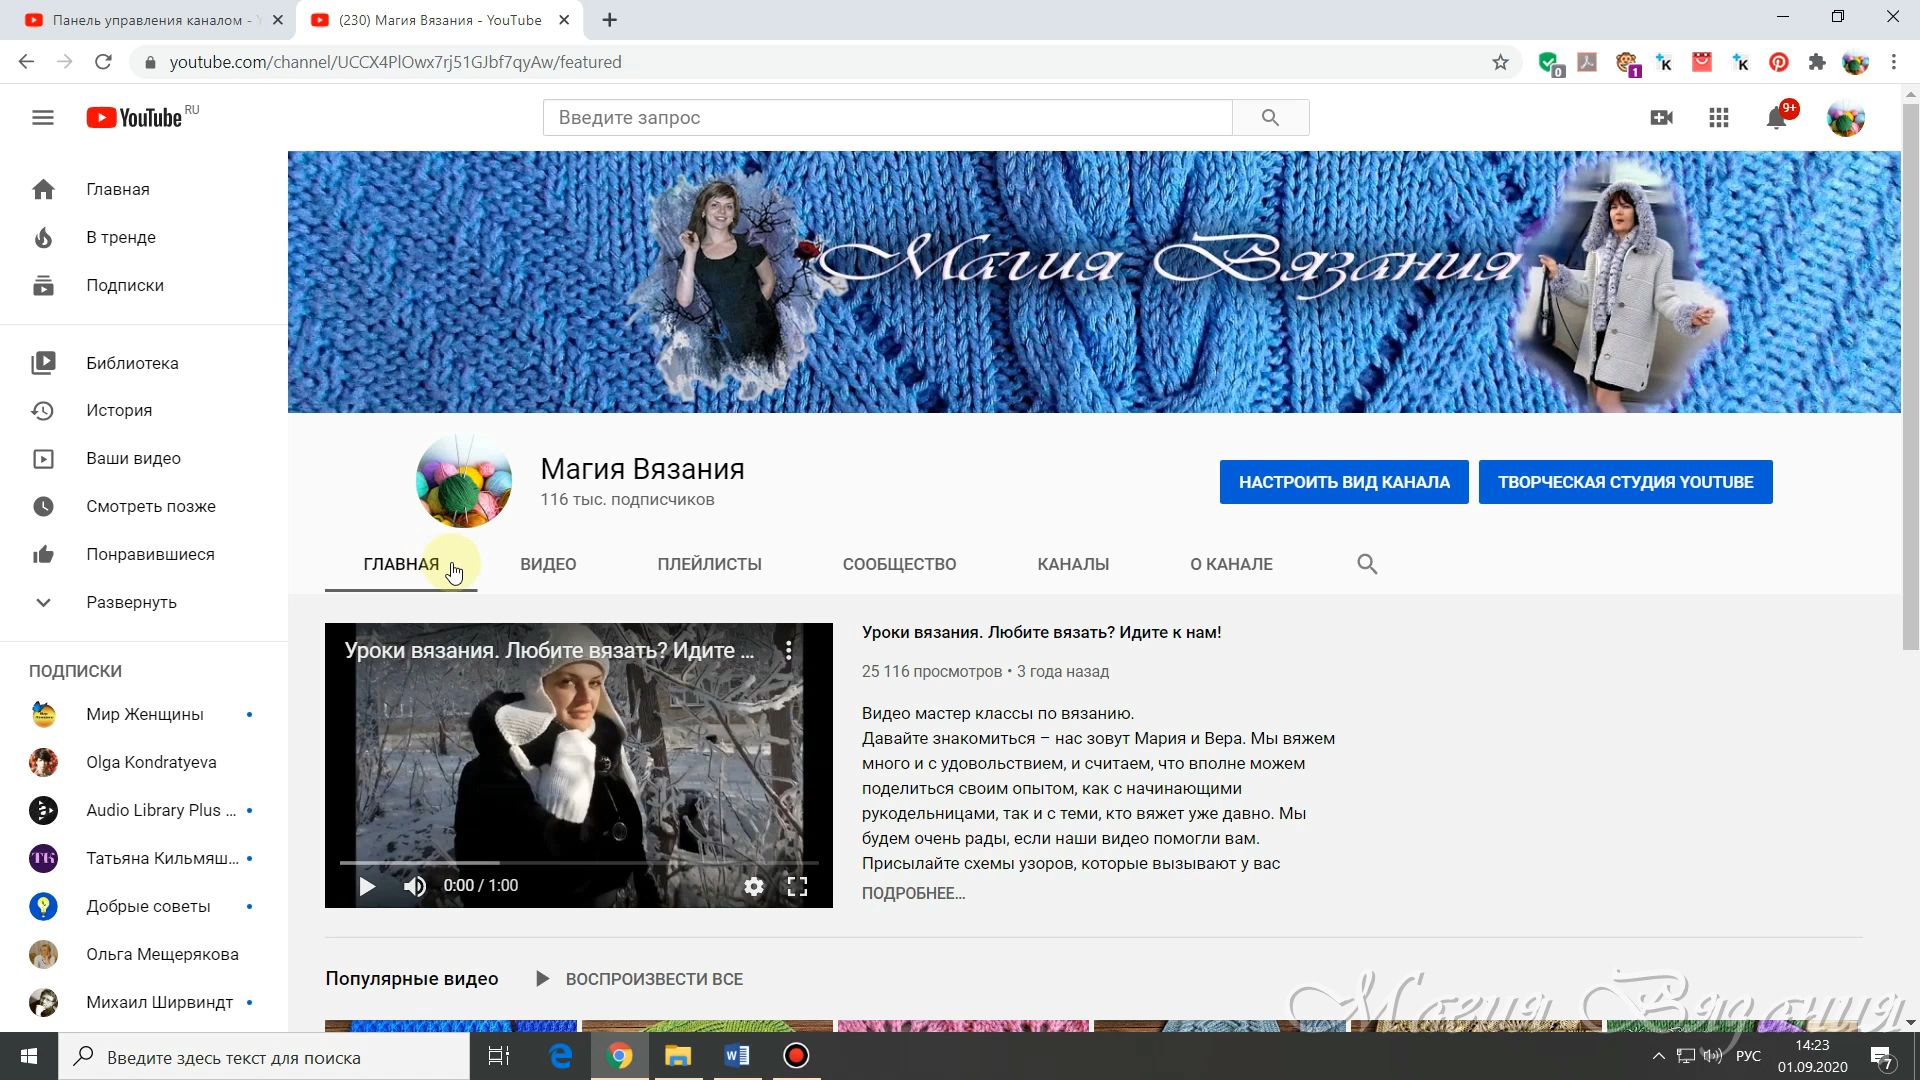 Панель управления каналом - Y
(230) Магия Вязания - YouTube
youtube.com/channel/UCCX4PlOwx7rj51GJbf7qyAw/featured
0
1
K
K
YouTube RU
Введите запрос
9+
Главная
В тренде
Подписки
Библиотека
История
Ваши видео
Смотреть позже
Понравившиеся
Развернуть
ПОДПИСКИ
Мир Женщины
Olga Kondratyeva
Audio Library Plus ...
ТК
Татьяна Кильмяш...
Добрые советы
Ольга Мещерякова
Михаил Ширвиндт
Магия Вязания
Магия Вязания
116 тыс. подписчиков
НАСТРОИТЬ ВИД КАНАЛА
ТВОРЧЕСКАЯ СТУДИЯ YOUTUBE
ГЛАВНАЯ
ВИДЕО
ПЛЕЙЛИСТЫ
СООБЩЕСТВО
КАНАЛЫ
О КАНАЛЕ
Уроки вязания. Любите вязать? Идите ...
0:00 / 1:00
Уроки вязания. Любите вязать? Идите к нам!
25 116 просмотров • 3 года назад
Видео мастер классы по вязанию.
Давайте знакомиться – нас зовут Мария и Вера. Мы вяжем
много и с удовольствием, и считаем, что вполне можем
поделиться своим опытом, как с начинающими
рукодельницами, так и с теми, кто вяжет уже давно. Мы
будем очень рады, если наши видео помогли вам.
Присылайте схемы узоров, которые вызывают у вас
ПОДРОБНЕЕ...
Популярные видео
ВОСПРОИЗВЕСТИ ВСЕ
Магия Вязания
Введите здесь текст для поиска
РУС
14:23
01.09.2020
7